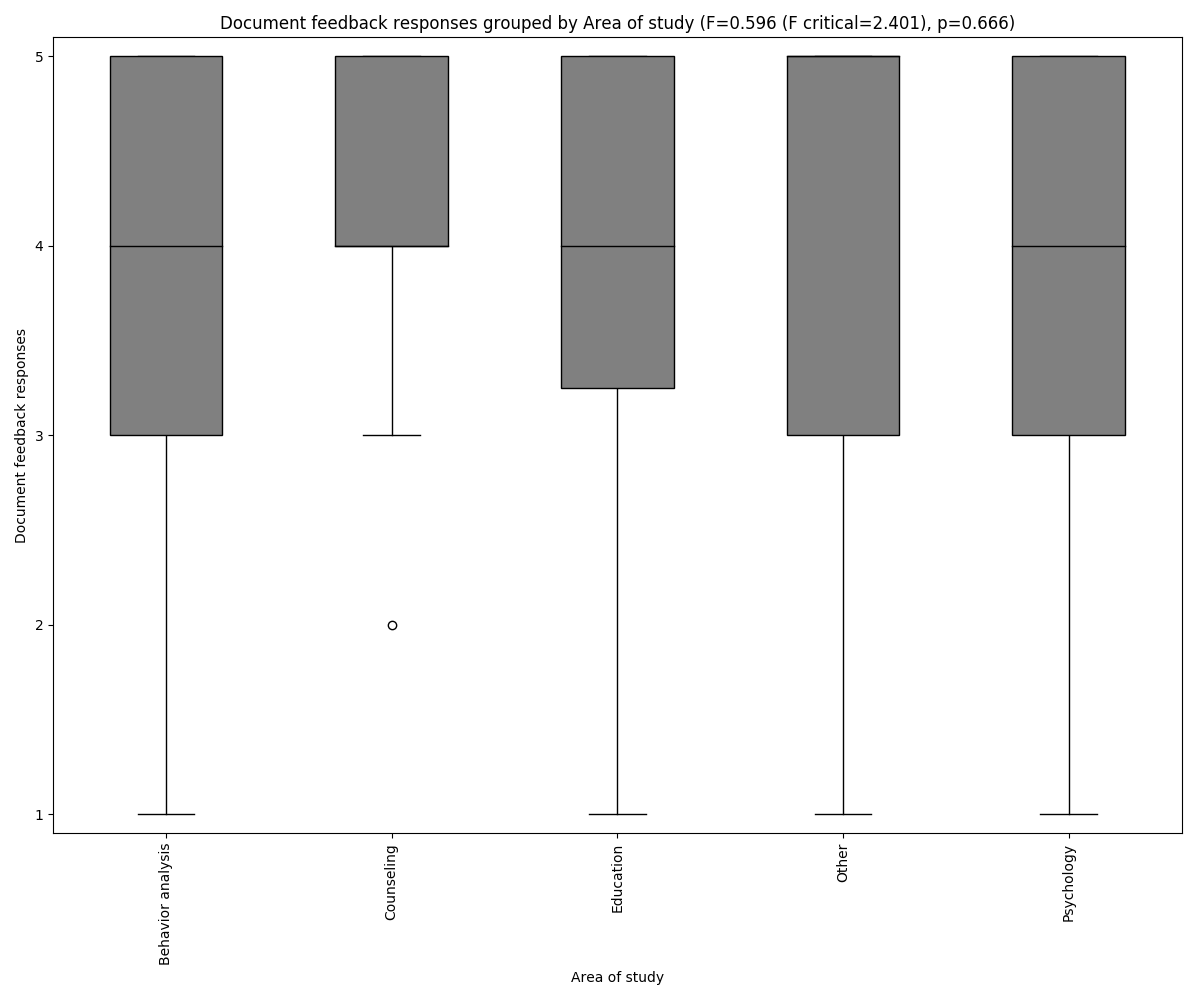 Document feedback responses grouped by Area of study (F=0.596 (F critical=2.401), p=0.666)
Document feedback responses
5
4
3
2
1
Behavior analysis
Counseling
Education
Other
Psychology
Area of study